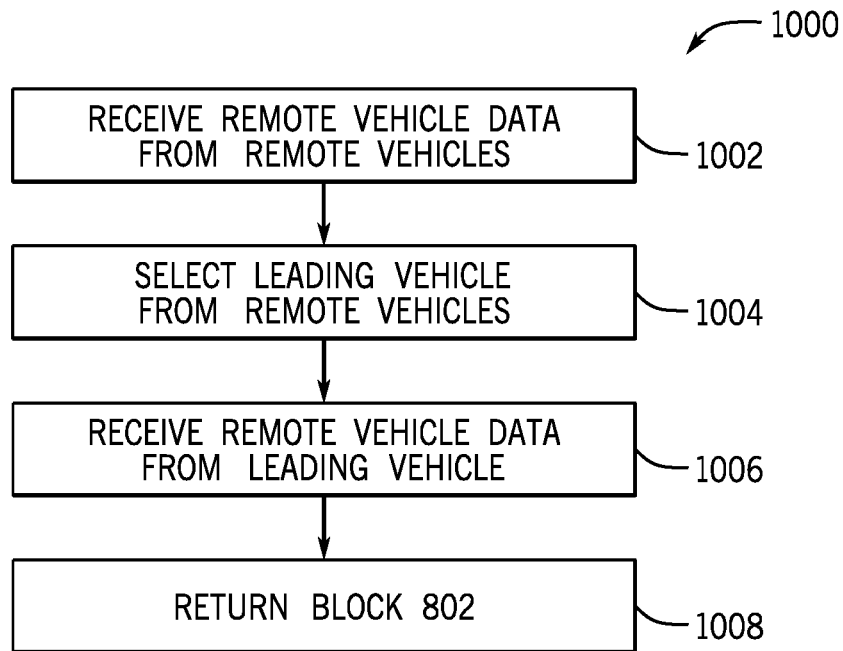 1000
RECEIVE REMOTE VEHICLE DATA
FROM REMOTE VEHICLES
1002
SELECT LEADING VEHICLE
FROM REMOTE VEHICLES
1004
RECEIVE REMOTE VEHICLE DATA
FROM LEADING VEHICLE
1006
RETURN BLOCK 802
1008